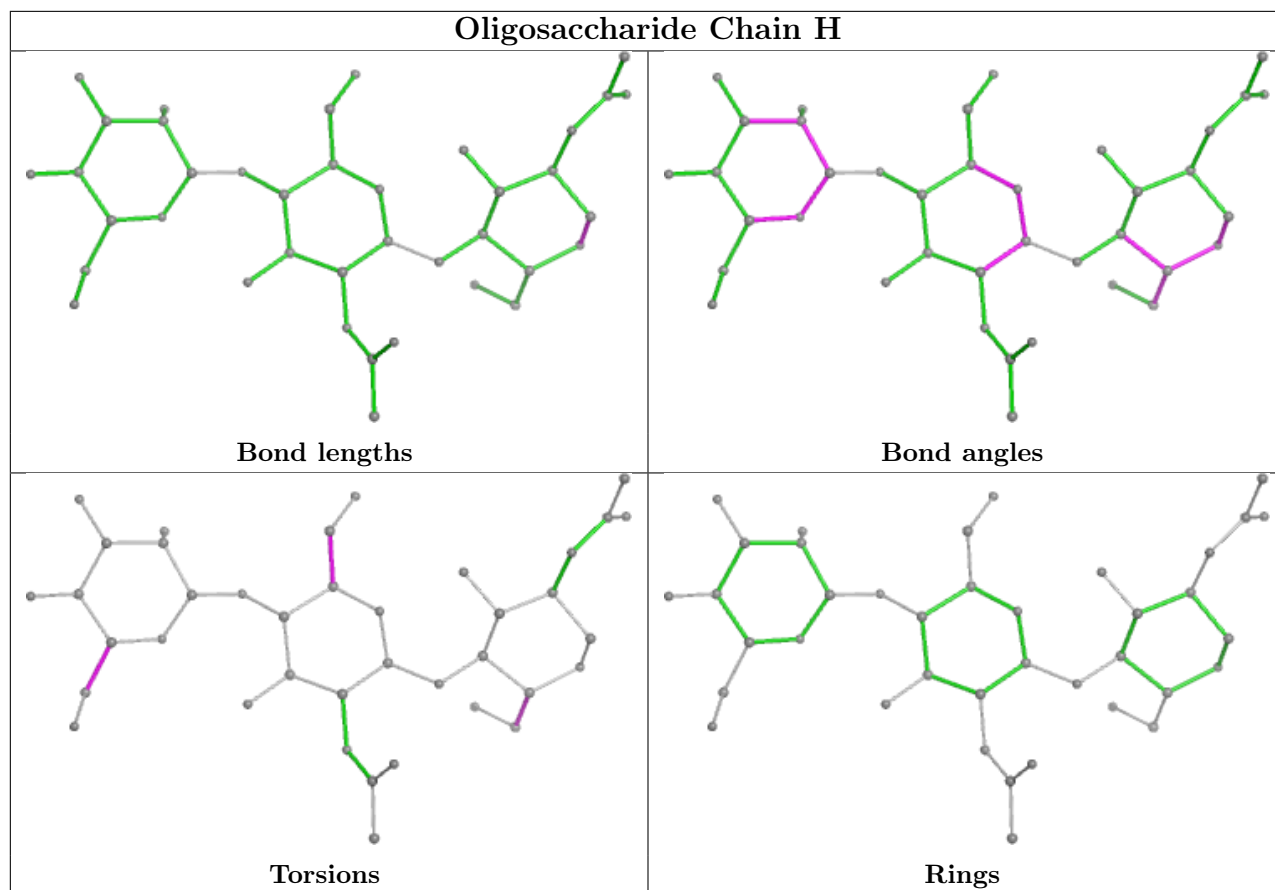 Oligosaccharide Chain H
Bond lengths
Bond angles
Torsions
Rings